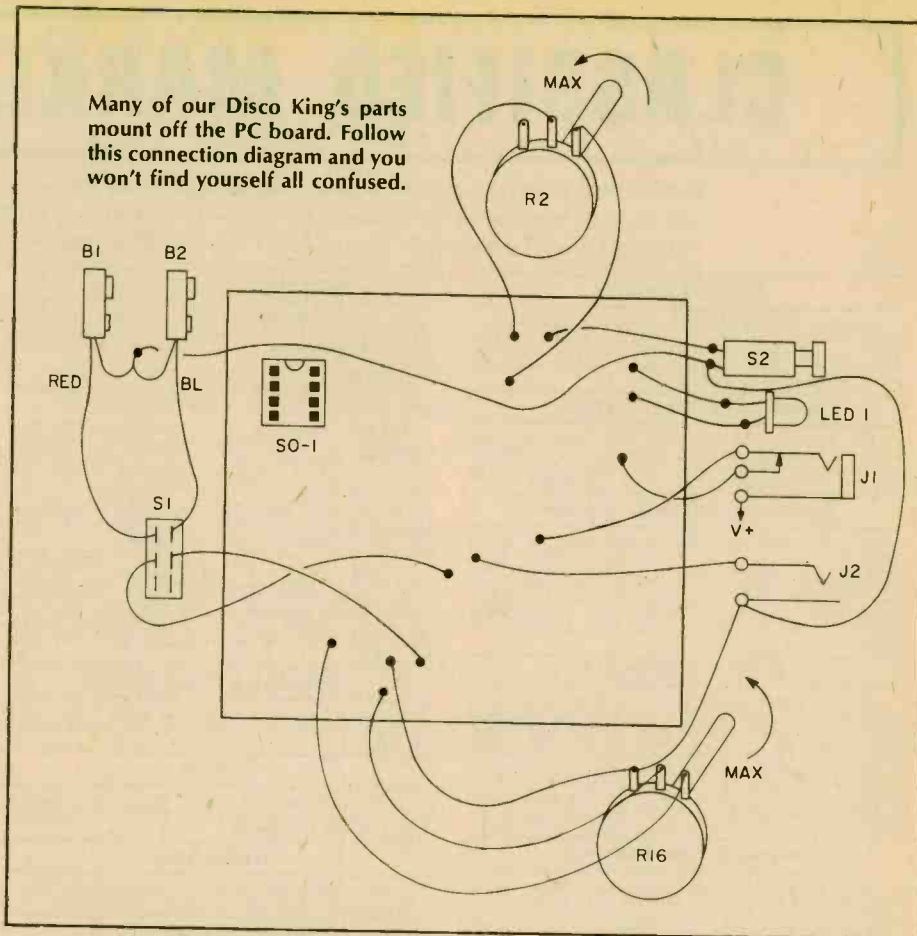 Many of our Disco King's parts
mount off the PC board. Follow
this connection diagram and you
won't find yourself all confused.
MAX
R2
B1
B2
RED
BL
SO-1
S1
S2
LED 1
J1
V+
J2
MAX
R16